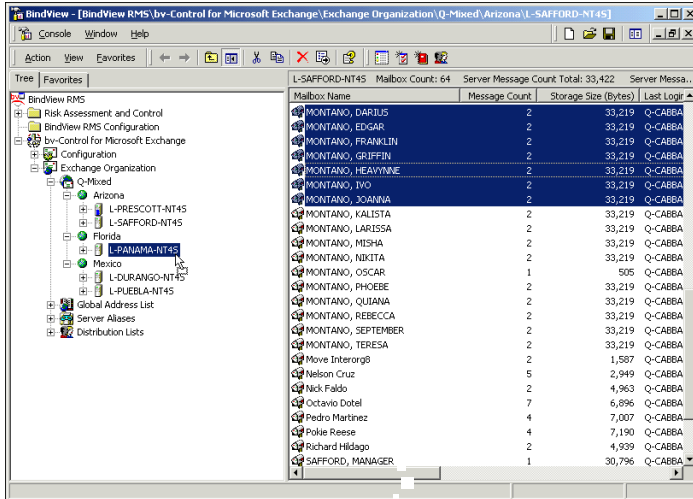 BindView - [BindView RMS\bv-Control for Microsoft Exchange\Exchange Organization\Q-Mixed\Arizona\L-SAFFORD-NT4S]
Console Window Help
Action View Favorites
Tree Favorites
BindView RMS
Risk Assessment and Control
BindView RMS Configuration
bv-Control for Microsoft Exchange
Configuration
Exchange Organization
Q-Mixed
Arizona
L-PRESCOTT-NT4S
L-SAFFORD-NT4S
Florida
L-PANAMA-NT4S
Mexico
L-DURANGO-NT4S
L-PUEBLA-NT4S
Global Address List
Server Aliases
Distribution Lists
L-SAFFORD-NT4S Mailbox Count: 64 Server Message Count Total: 33,422 Server Messa..
Mailbox Name Message Count Storage Size (Bytes) Last Logir
MONTANO, DARIUS 2 33,219 Q-CABBA
MONTANO, EDGAR 2 33,219 Q-CABBA
MONTANO, FRANKLIN 2 33,219 Q-CABBA
MONTANO, GRIFFIN 2 33,219 Q-CABBA
MONTANO, HEAVYNNE 2 33,219 Q-CABBA
MONTANO, IVO 2 33,219 Q-CABBA
MONTANO, JOANNA 2 33,219 Q-CABBA
MONTANO, KALISTA 2 33,219 Q-CABBA
MONTANO, LARISSA 2 33,219 Q-CABBA
MONTANO, MISHA 2 33,219 Q-CABBA
MONTANO, NIKITA 2 33,219 Q-CABBA
MONTANO, OSCAR 1 505 Q-CABBA
MONTANO, PHOEBE 2 33,219 Q-CABBA
MONTANO, QUIANA 2 33,219 Q-CABBA
MONTANO, REBECCA 2 33,219 Q-CABBA
MONTANO, SEPTEMBER 2 33,219 Q-CABBA
MONTANO, TERESA 2 33,219 Q-CABBA
Move Interorg8 2 1,587 Q-CABBA
Nelson Cruz 5 2,949 Q-CABBA
Nick Faldo 2 4,963 Q-CABBA
Octavio Dotel 7 6,896 Q-CABBA
Pedro Martinez 4 7,007 Q-CABBA
Pokie Reese 4 7,190 Q-CABBA
Richard Hildago 2 4,939 Q-CABBA
SAFFORD, MANAGER 1 30,796 Q-CABBA